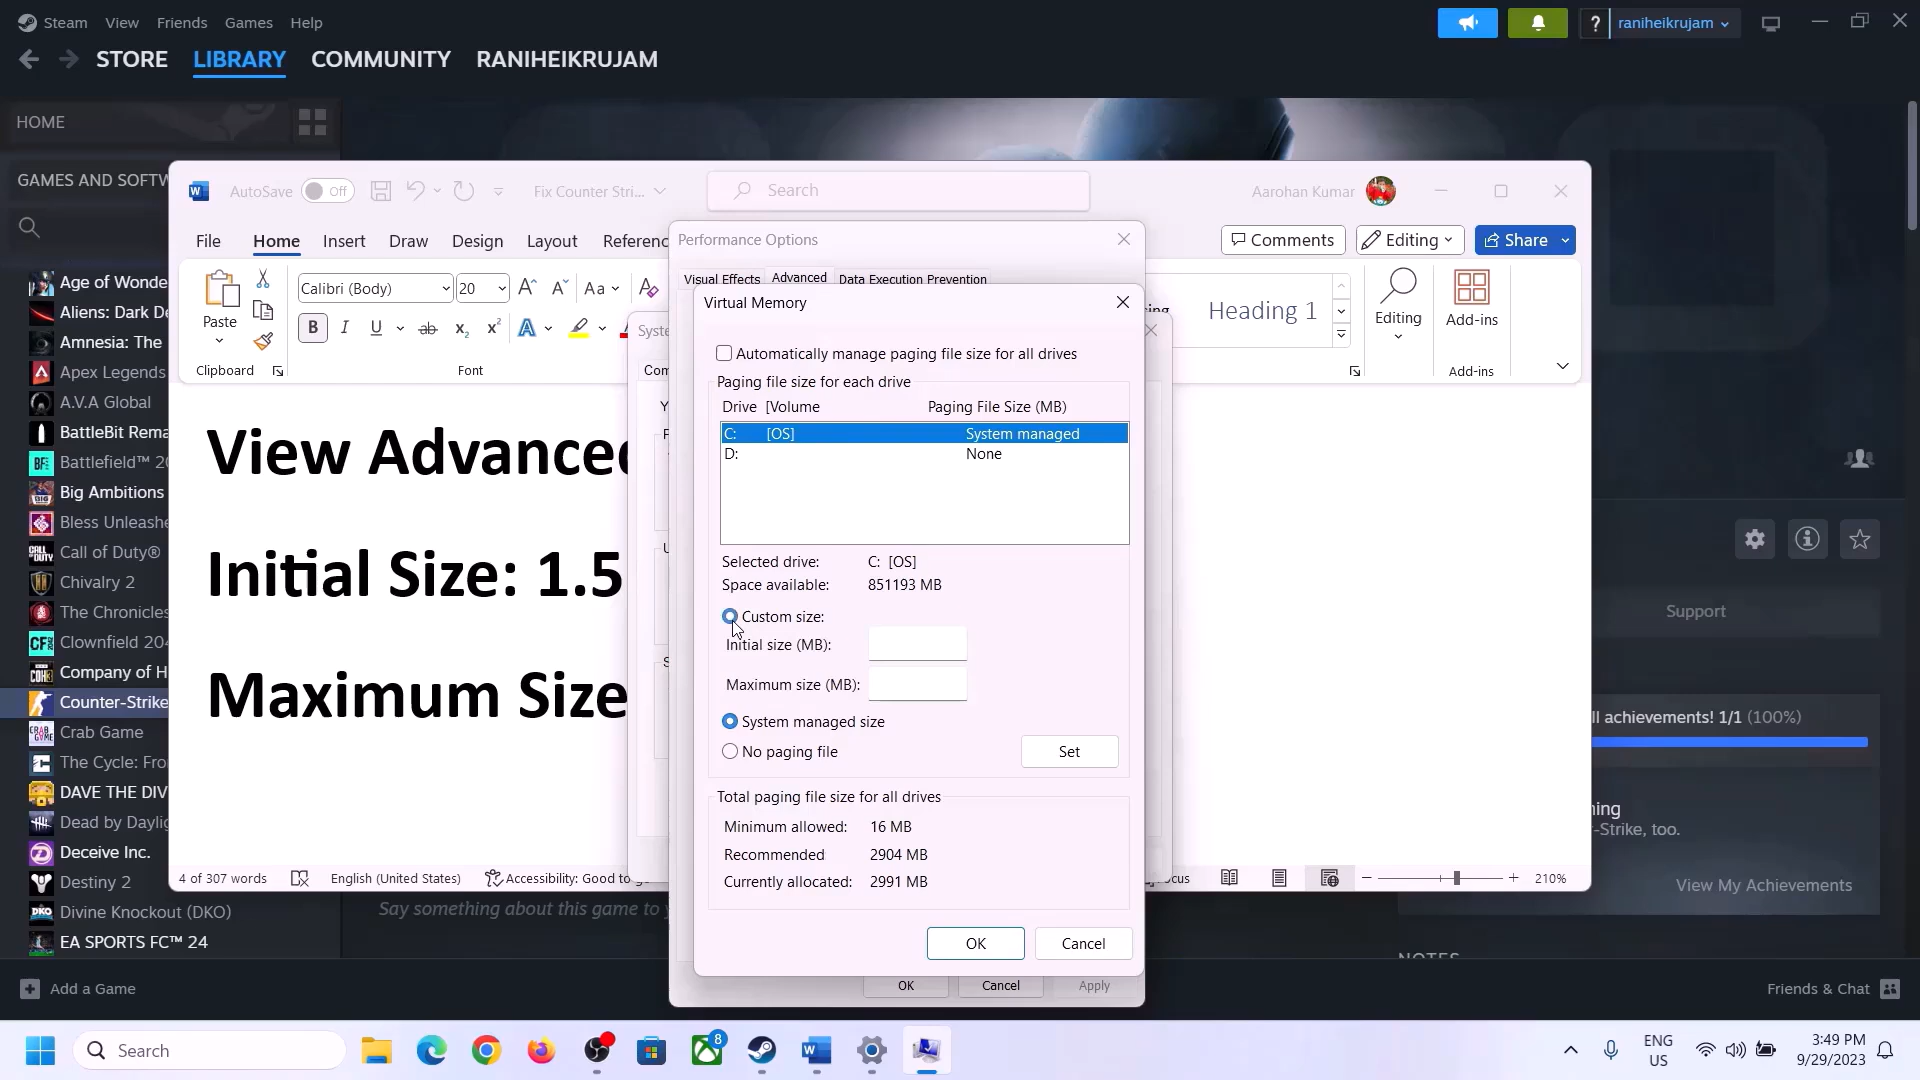 Steam View Friends Games Help
raniheikrujam
STORE LIBRARY COMMUNITY RANIHEIKRUJAM
HOME
GAMES AND SOFTW
Age of Wonde
Aliens: Dark De
Amnesia: The
Apex Legends
A.V.A Global
BattleBit Rema
Battlefield™ 20
Big Ambitions
Bless Unleashe
Call of Duty®
Chivalry 2
The Chronicles
Clownfield 204
Company of H
Counter-Strike
Crab Game
The Cycle: Fro
DAVE THE DIV
Dead by Daylig
Deceive Inc.
Destiny 2
Divine Knockout (DKO)
EA SPORTS FC™ 24
Add a Game
AutoSave Off Fix Counter Stri... Search Aarohan Kumar
File Home Insert Draw Design Layout Referenc
Comments Editing Share
Paste
Calibri (Body) 20
Heading 1
Editing Add-ins
Clipboard Font Add-ins
View Advanced
Initial Size: 1.5
Maximum Size
4 of 307 words English (United States) Accessibility: Good to g
210%
Performance Options
Visual Effects Advanced Data Execution Prevention
Virtual Memory
Automatically manage paging file size for all drives
Paging file size for each drive
Drive [Volume Paging File Size (MB)
C: [OS] System managed
D: None
Selected drive: C: [OS]
Space available: 851193 MB
Custom size:
Initial size (MB):
Maximum size (MB):
System managed size
No paging file Set
Total paging file size for all drives
Minimum allowed: 16 MB
Recommended 2904 MB
Currently allocated: 2991 MB
OK Cancel
OK Cancel Apply
Support
ll achievements! 1/1 (100%)
-Strike, too.
View My Achievements
Say something about this game to y
NOTES
Friends & Chat
Search
8
ENG
US
3:49 PM
9/29/2023